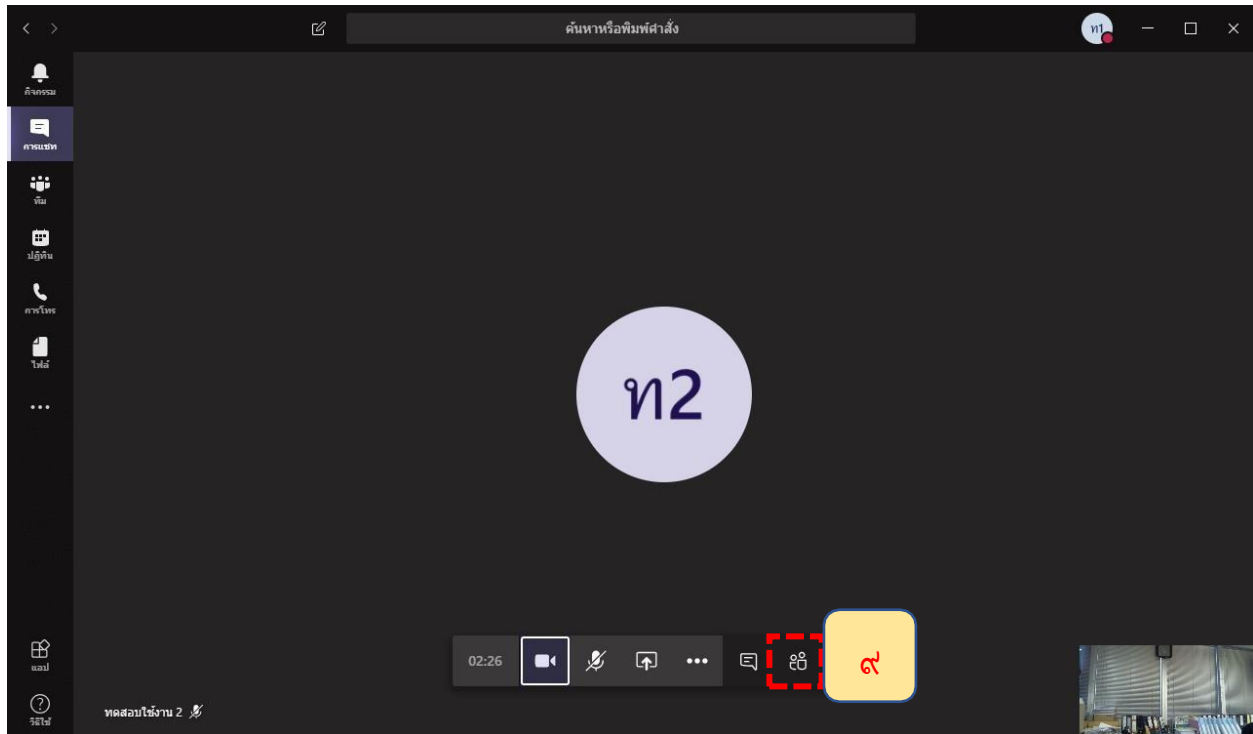 ค้นหาหรือพิมพ์คำสั่ง
ท1
กิจกรรม
การแชท
ทีม
ปฏิทิน
การโทร
ไฟล์
ท2
แอป
02:26
๙
วิธีใช้
ทดสอบใช้งาน 2